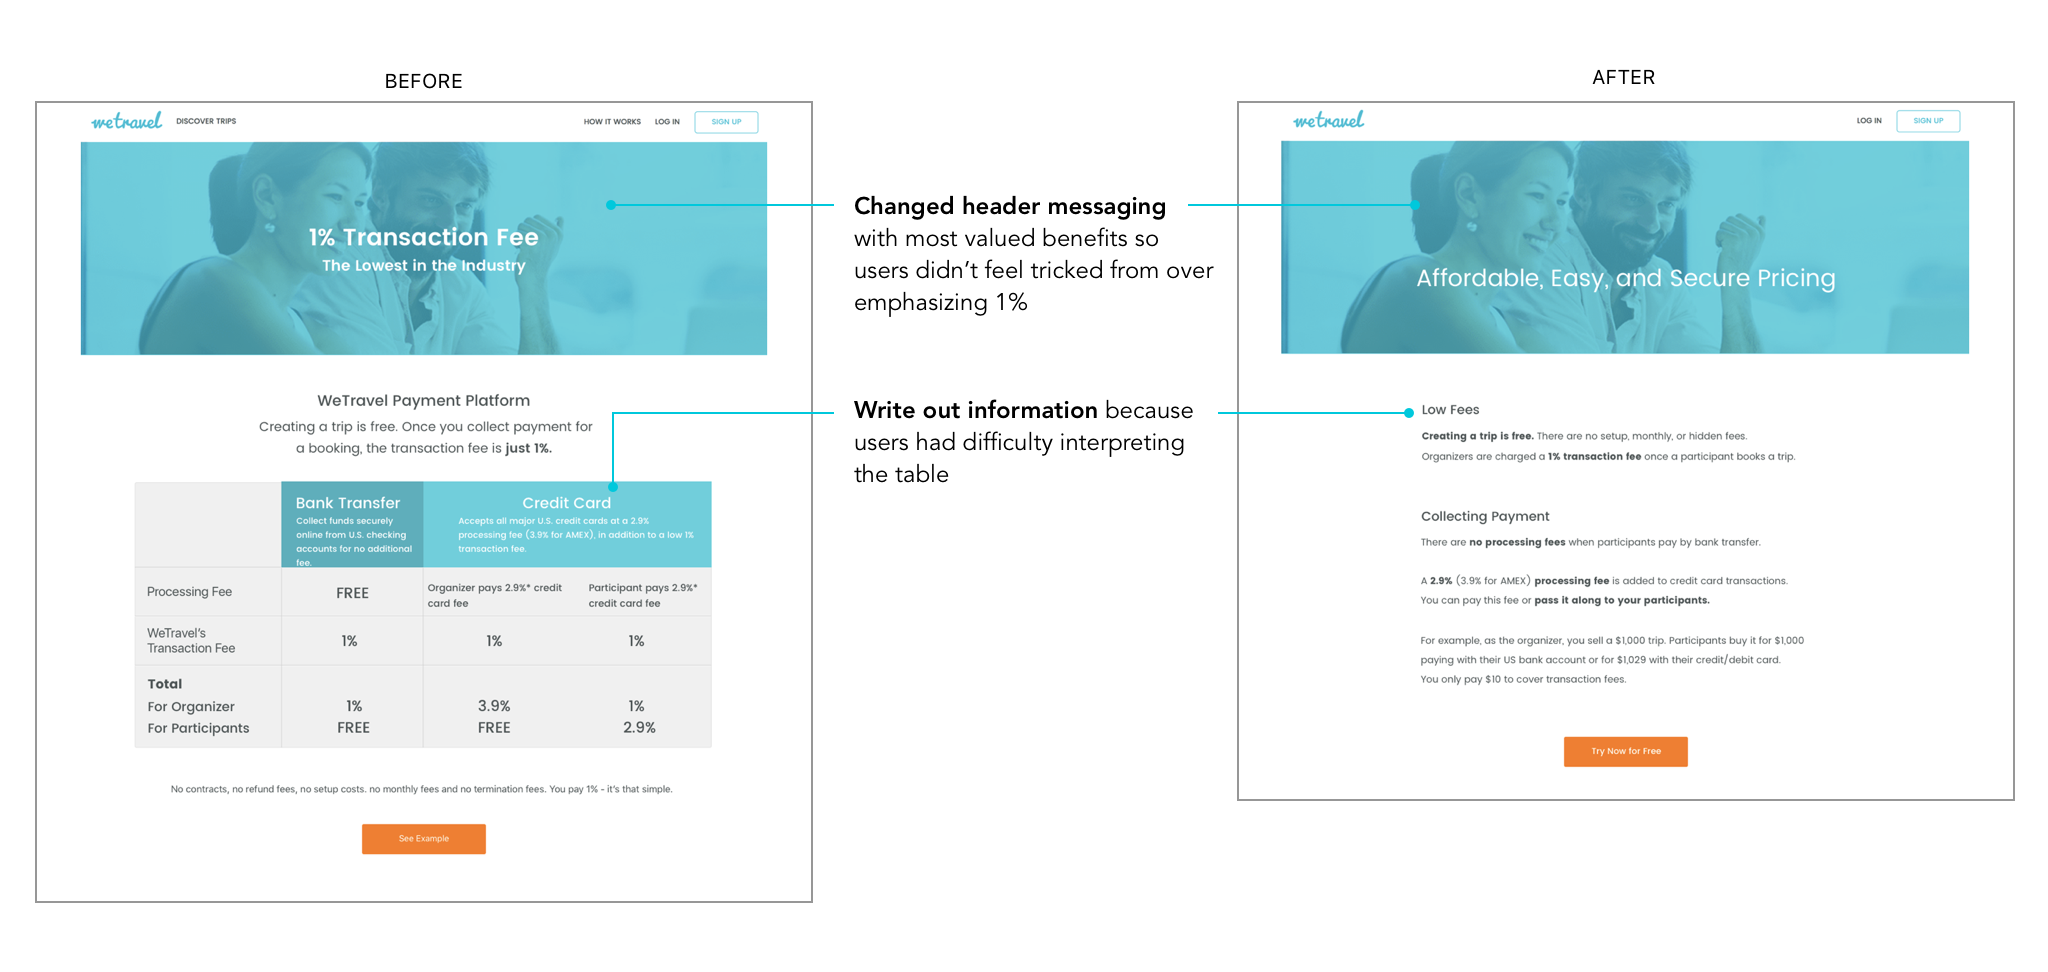 BEFORE
wetravel
DISCOVER TRIPS
HOW IT WORKS
LOG IN
SIGN UP
1% Transaction Fee
The Lowest in the Industry
WeTravel Payment Platform
Creating a trip is free. Once you collect payment for
a booking, the transaction fee is just 1%.
Bank Transfer
Collect funds securely
online from U.S. checking
accounts for no additional
fee.
Credit Card
Accepts all major U.S. credit cards at a 2.9%
processing fee (3.9% for AMEX), in addition to a low 1%
transaction fee.
Processing Fee
FREE
Organizer pays 2.9%* credit
card fee
Participant pays 2.9%*
credit card fee
WeTravel's
Transaction Fee
1%
1%
1%
Total
For Organizer
1%
3.9%
1%
For Participants
FREE
FREE
2.9%
No contracts, no refund fees, no setup costs. no monthly fees and no termination fees. You pay 1% - it's that simple.
See Example
Changed header messaging
with most valued benefits so
users didn't feel tricked from over
emphasizing 1%
Write out information because
users had difficulty interpreting
the table
AFTER
wetravel
LOG IN
SIGN UP
Affordable, Easy, and Secure Pricing
Low Fees
Creating a trip is free. There are no setup, monthly, or hidden fees.
Organizers are charged a 1% transaction fee once a participant books a trip.
Collecting Payment
There are no processing fees when participants pay by bank transfer.
A 2.9% (3.9% for AMEX) processing fee is added to credit card transactions.
You can pay this fee or pass it along to your participants.
For example, as the organizer, you sell a $1,000 trip. Participants buy it for $1,000
paying with their US bank account or for $1,029 with their credit/debit card.
You only pay $10 to cover transaction fees.
Try Now for Free